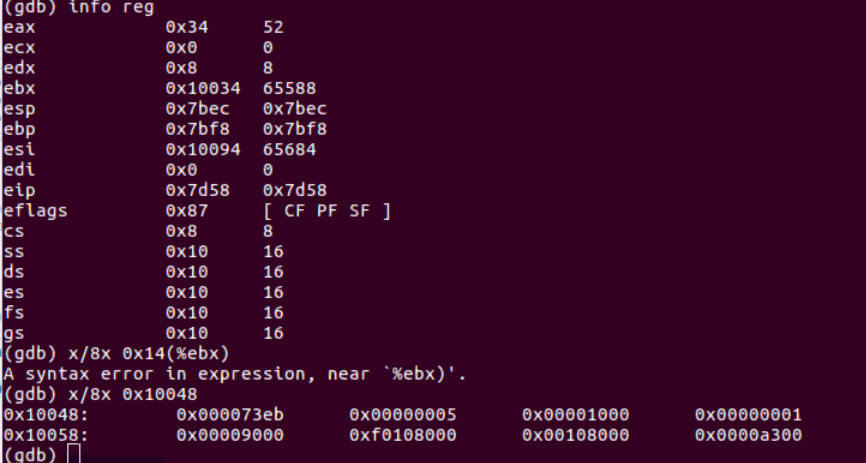 (gdb) info reg
eax 0x34 52
ecx 0x0 0
edx 0x8 8
ebx 0x10034 65588
esp 0x7bec 0x7bec
ebp 0x7bf8 0x7bf8
esi 0x10094 65684
edi 0x0 0
eip 0x7d58 0x7d58
eflags 0x87 [ CF PF SF ]
cs 0x8 8
ss 0x10 16
ds 0x10 16
es 0x10 16
fs 0x10 16
gs 0x10 16
(gdb) x/8x 0x14(%ebx)
A syntax error in expression, near `%ebx)'.
(gdb) x/8x 0x10048
0x10048: 0x000073eb 0x00000005 0x00001000 0x00000001
0x10058: 0x00009000 0xf0108000 0x00108000 0x0000a300
(gdb)